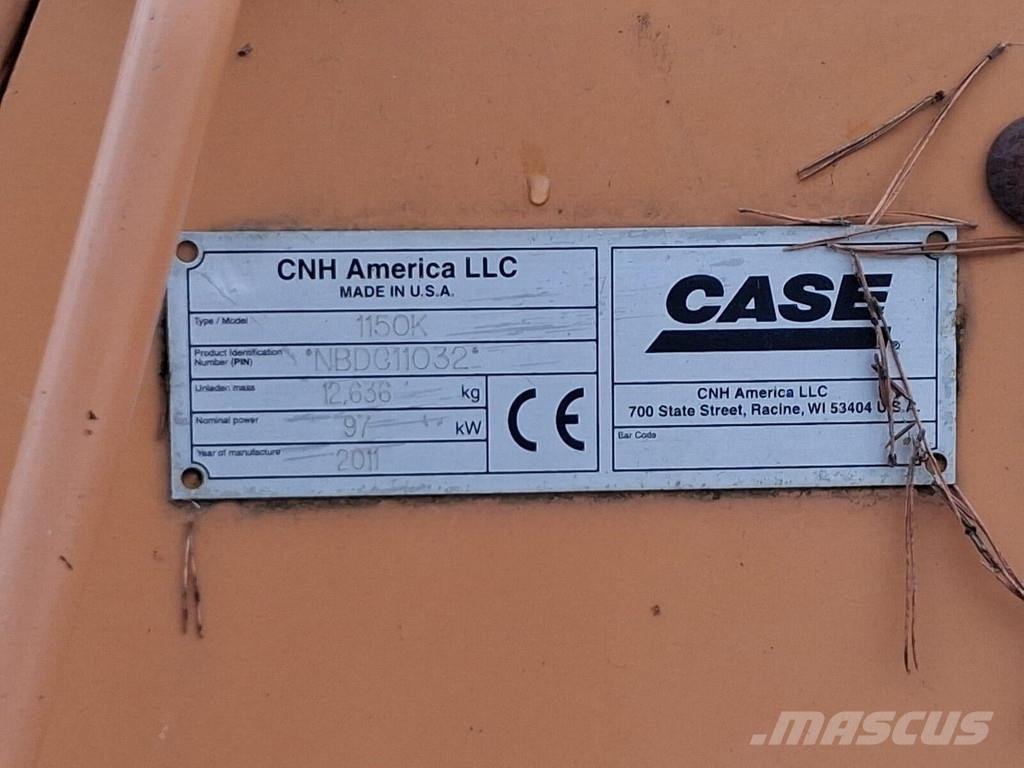 CNH America LLC
MADE IN U.S.A.
Type / Model 1150K
Product Identification
Number (PIN) *NBDC11032*
Unladen mass 12,636 kg
Nominal power 97 kW
Year of manufacture 2011
CE
CASE
®
CNH America LLC
700 State Street, Racine, WI 53404 U.S.A.
Bar Code
MASCUS